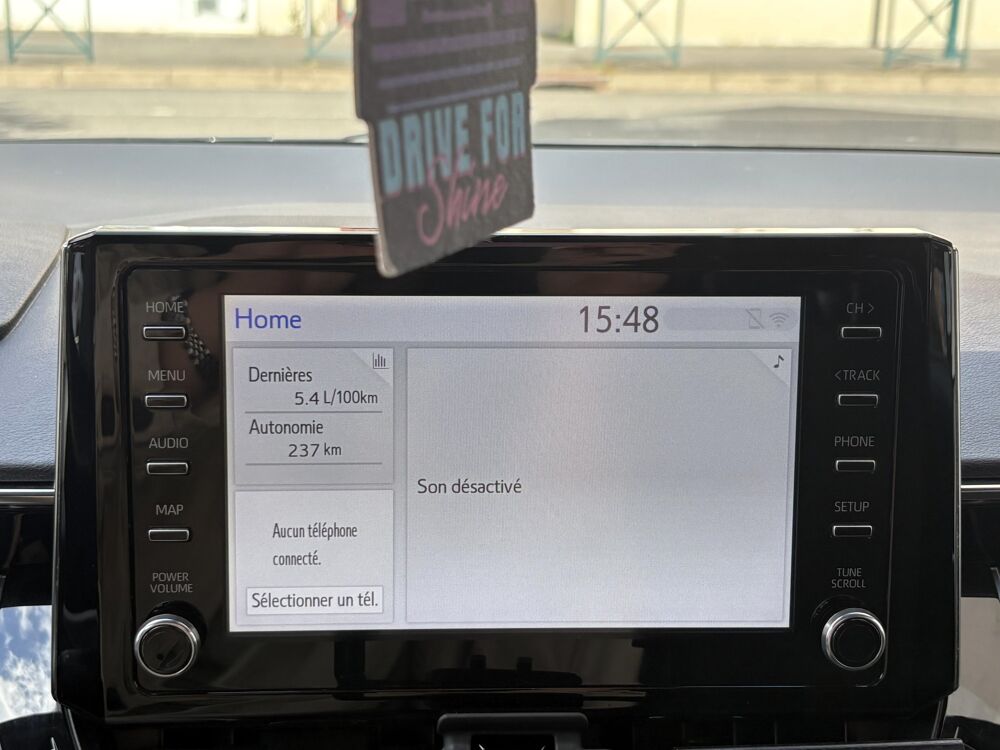 DRIVE FOR
Shine
HOME
MENU
AUDIO
MAP
POWER
VOLUME
Home
15:48
Dernières
5.4 L/100km
Autonomie
237 km
Aucun téléphone
connecté.
Sélectionner un tél.
Son désactivé
CH >
<TRACK
PHONE
SETUP
TUNE
SCROLL